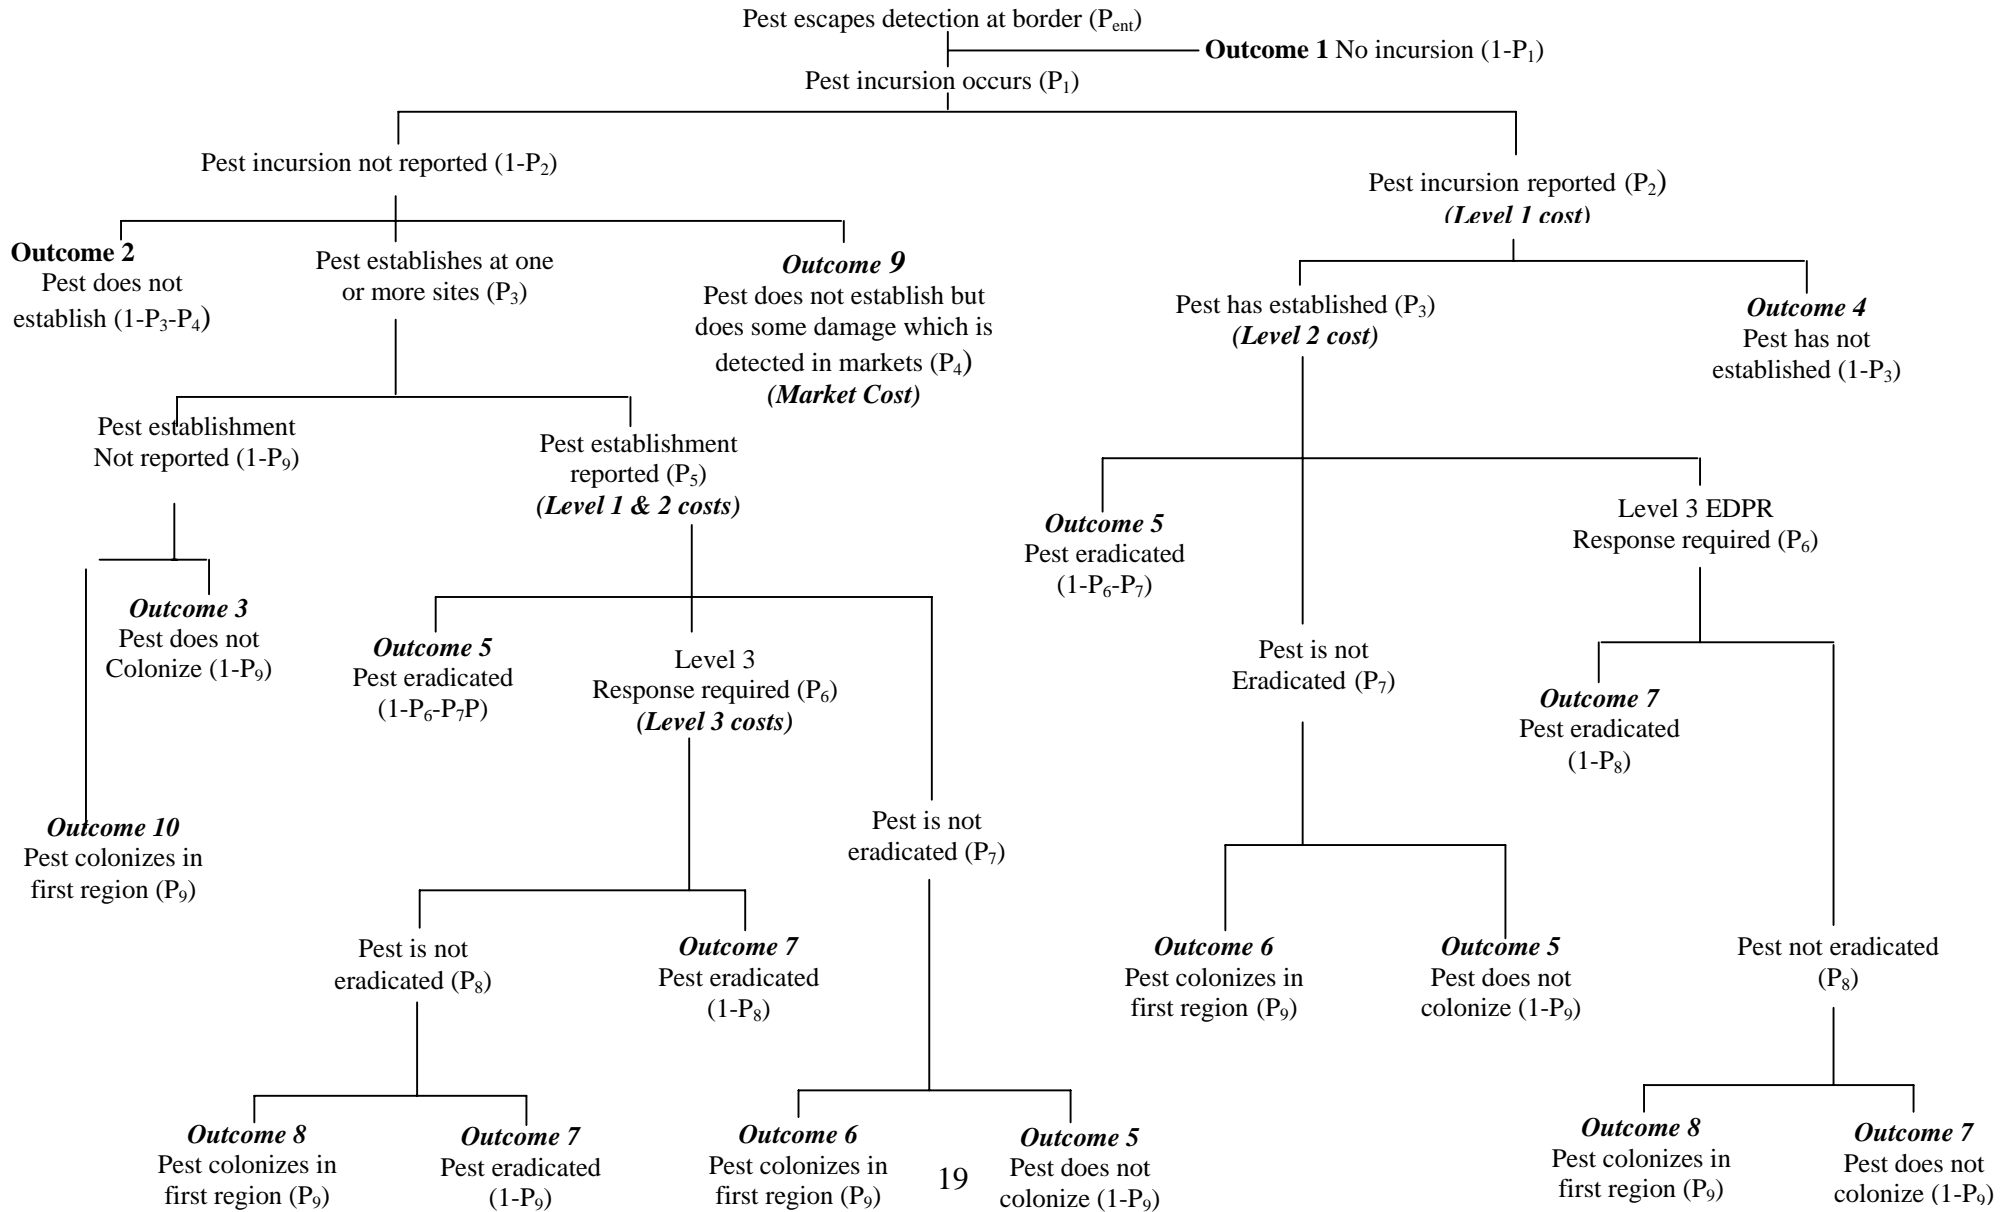 Pest escapes detection at border (P_ent)
Outcome 1 No incursion (1-P₁)
Pest incursion occurs (P₁)
Pest incursion not reported (1-P₂)
Pest incursion reported (P₂)
(Level 1 cost)
Outcome 2
Pest does not
establish (1-P₃-P₄)
Pest establishes at one
or more sites (P₃)
Outcome 9
Pest does not establish but
does some damage which is
detected in markets (P₄)
(Market Cost)
Pest has established (P₃)
(Level 2 cost)
Outcome 4
Pest has not
established (1-P₃)
Pest establishment
Not reported (1-P₉)
Pest establishment
reported (P₅)
(Level 1 & 2 costs)
Outcome 5
Pest eradicated
(1-P₆-P₇)
Level 3 EDPR
Response required (P₆)
Outcome 3
Pest does not
Colonize (1-P₉)
Outcome 5
Pest eradicated
(1-P₆-P₇P)
Level 3
Response required (P₆)
(Level 3 costs)
Pest is not
Eradicated (P₇)
Outcome 7
Pest eradicated
(1-P₈)
Outcome 10
Pest colonizes in
first region (P₉)
Pest is not
eradicated (P₇)
Pest is not
eradicated (P₈)
Outcome 7
Pest eradicated
(1-P₈)
Outcome 6
Pest colonizes in
first region (P₉)
Outcome 5
Pest does not
colonize (1-P₉)
Pest not eradicated
(P₈)
Outcome 8
Pest colonizes in
first region (P₉)
Outcome 7
Pest eradicated
(1-P₉)
Outcome 6
Pest colonizes in
first region (P₉)
19
Outcome 5
Pest does not
colonize (1-P₉)
Outcome 8
Pest colonizes in
first region (P₉)
Outcome 7
Pest does not
colonize (1-P₉)